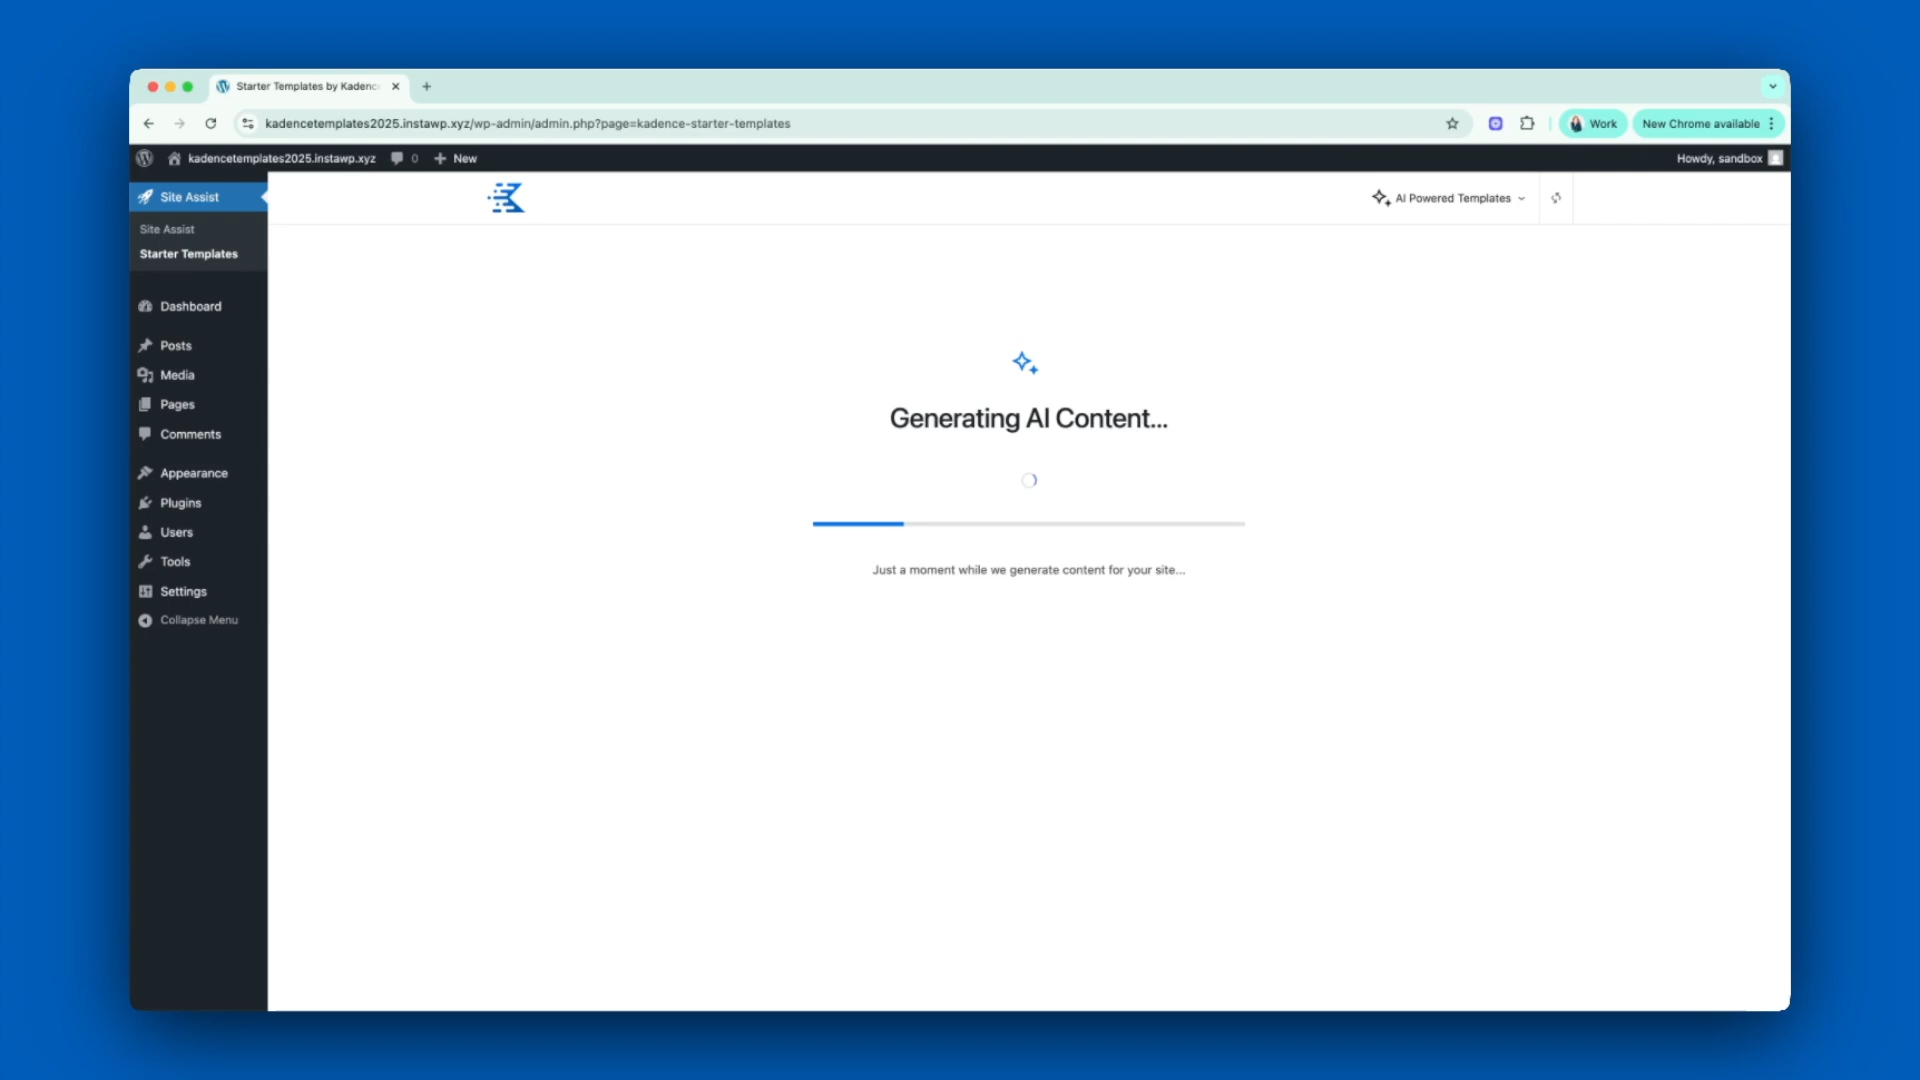 Starter Templates by Kadenc
kadencetemplates2025.instawp.xyz/wp-admin/admin.php?page=kadence-starter-templates
Work
New Chrome available
kadencetemplates2025.instawp.xyz
0
New
Howdy, sandbox
Site Assist
AI Powered Templates
Site Assist
Starter Templates
Dashboard
Posts
Media
Pages
Comments
Appearance
Plugins
Users
Tools
Settings
Collapse Menu
Generating AI Content...
Just a moment while we generate content for your site...